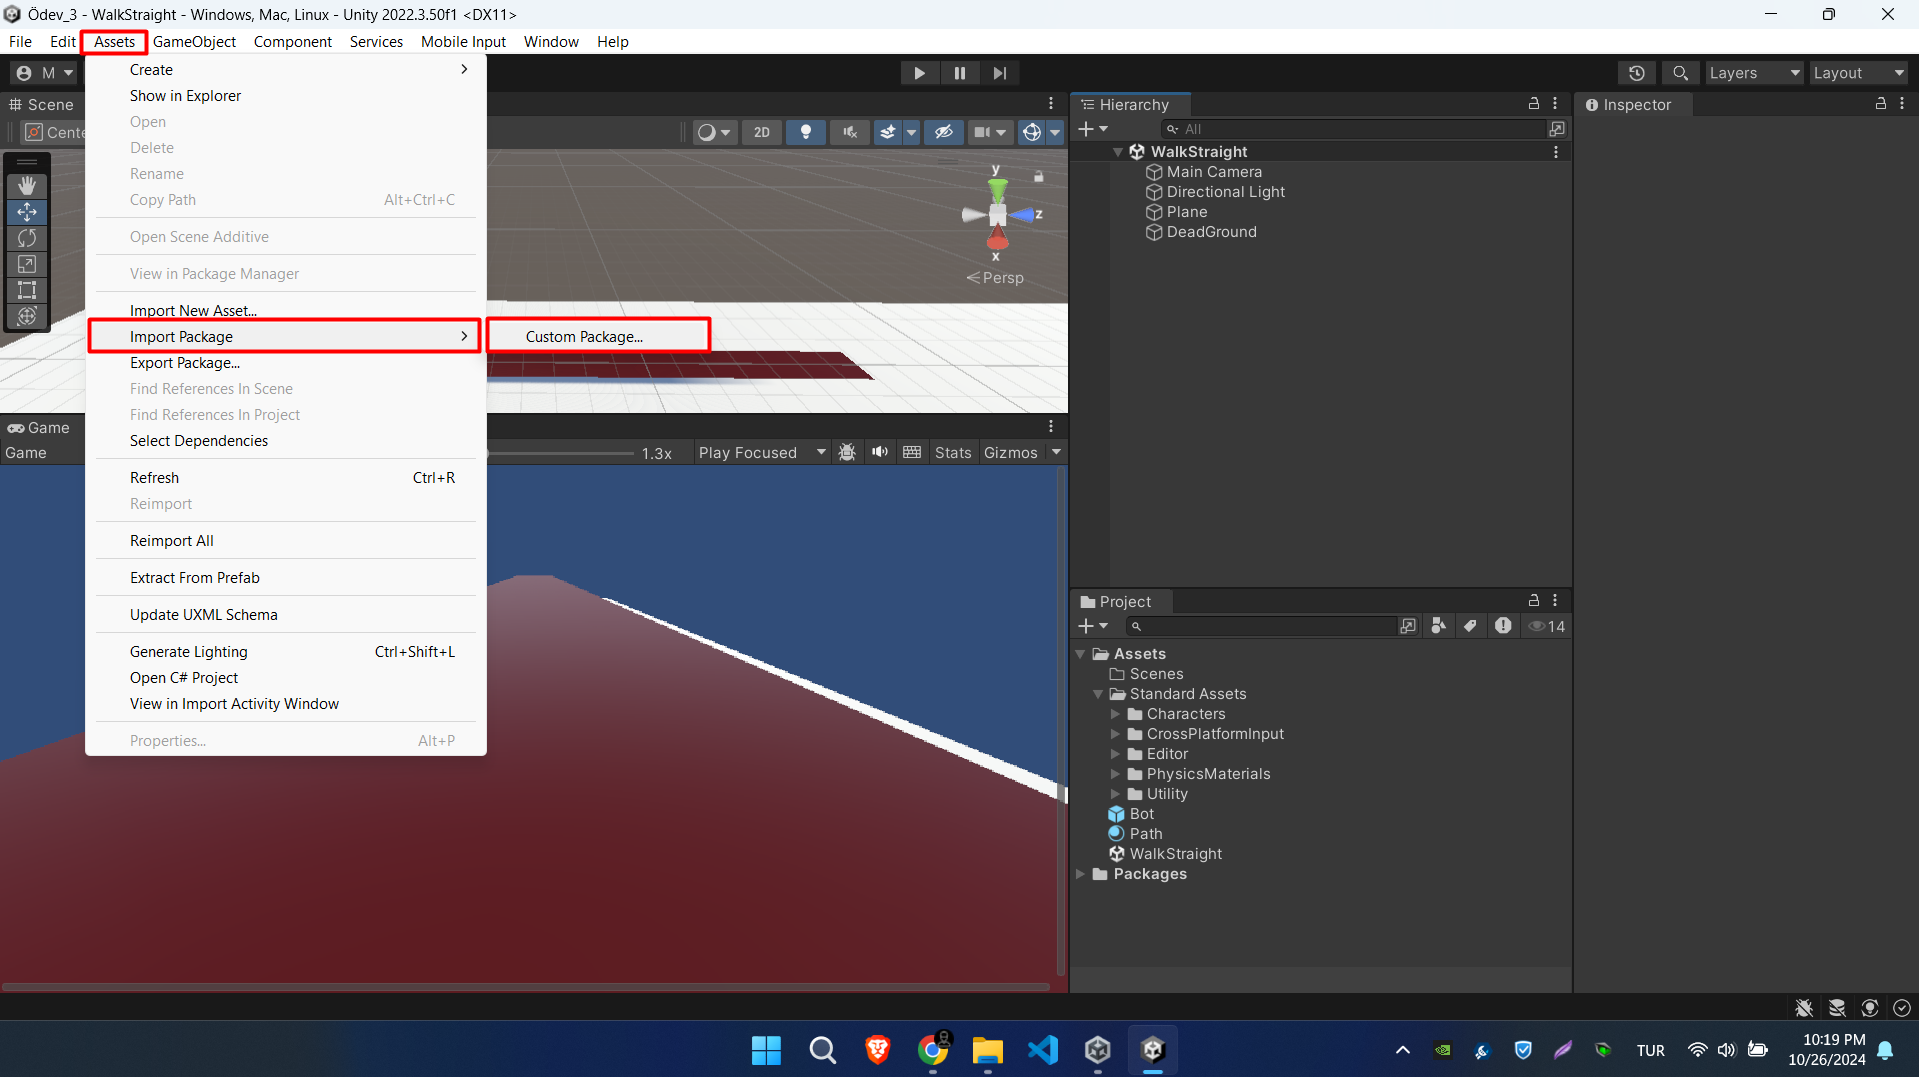 Ödev_3 - WalkStraight - Windows, Mac, Linux - Unity 2022.3.50f1 <DX11>
File Edit Assets GameObject Component Services Mobile Input Window Help
M
Layers Layout
Create
Show in Explorer
Open
Delete
Rename
Copy Path Alt+Ctrl+C
Open Scene Additive
View in Package Manager
Import New Asset...
Import Package
Custom Package...
Export Package...
Find References In Scene
Find References In Project
Select Dependencies
Refresh Ctrl+R
Reimport
Reimport All
Extract From Prefab
Update UXML Schema
Generate Lighting Ctrl+Shift+L
Open C# Project
View in Import Activity Window
Properties... Alt+P
Scene
Cente
2D
y
z
x
Persp
Game
Game
1.3x Play Focused Stats Gizmos
Hierarchy
All
WalkStraight
Main Camera
Directional Light
Plane
DeadGround
Inspector
Project
14
Assets
Scenes
Standard Assets
Characters
CrossPlatformInput
Editor
PhysicsMaterials
Utility
Bot
Path
WalkStraight
Packages
TUR
10:19 PM
10/26/2024